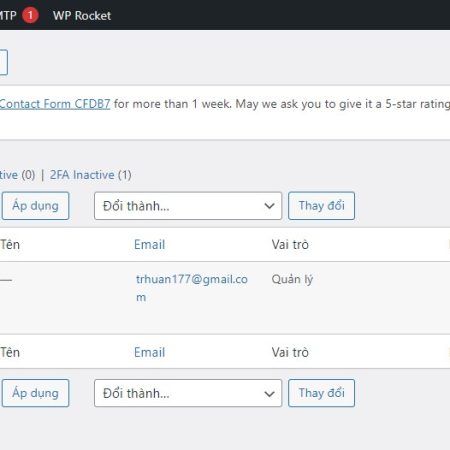 MTP 1 WP Rocket
Contact Form CFDB7 for more than 1 week. May we ask you to give it a 5-star rating
(0) | 2FA Inactive (1)
Áp dụng Đổi thành... Thay đổi
Tên Email Vai trò
— trhuan177@gmail.co Quản lý
m
Tên Email Vai trò
Áp dụng Đổi thành... Thay đổi